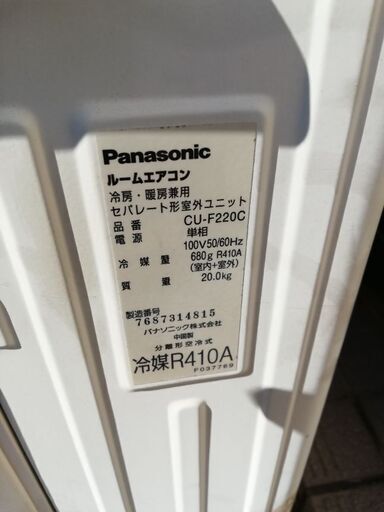 Panasonic
ルームエアコン
冷房・暖房兼用
セパレート形室外ユニット
品番 CU-F220C
電源 単相
100V50/60Hz
冷媒量 680g R410A
(室内+室外)
質量 20.0kg
製造番号
7687314815
パナソニック株式会社
中国製
分離形空冷式
冷媒R410A
F037769